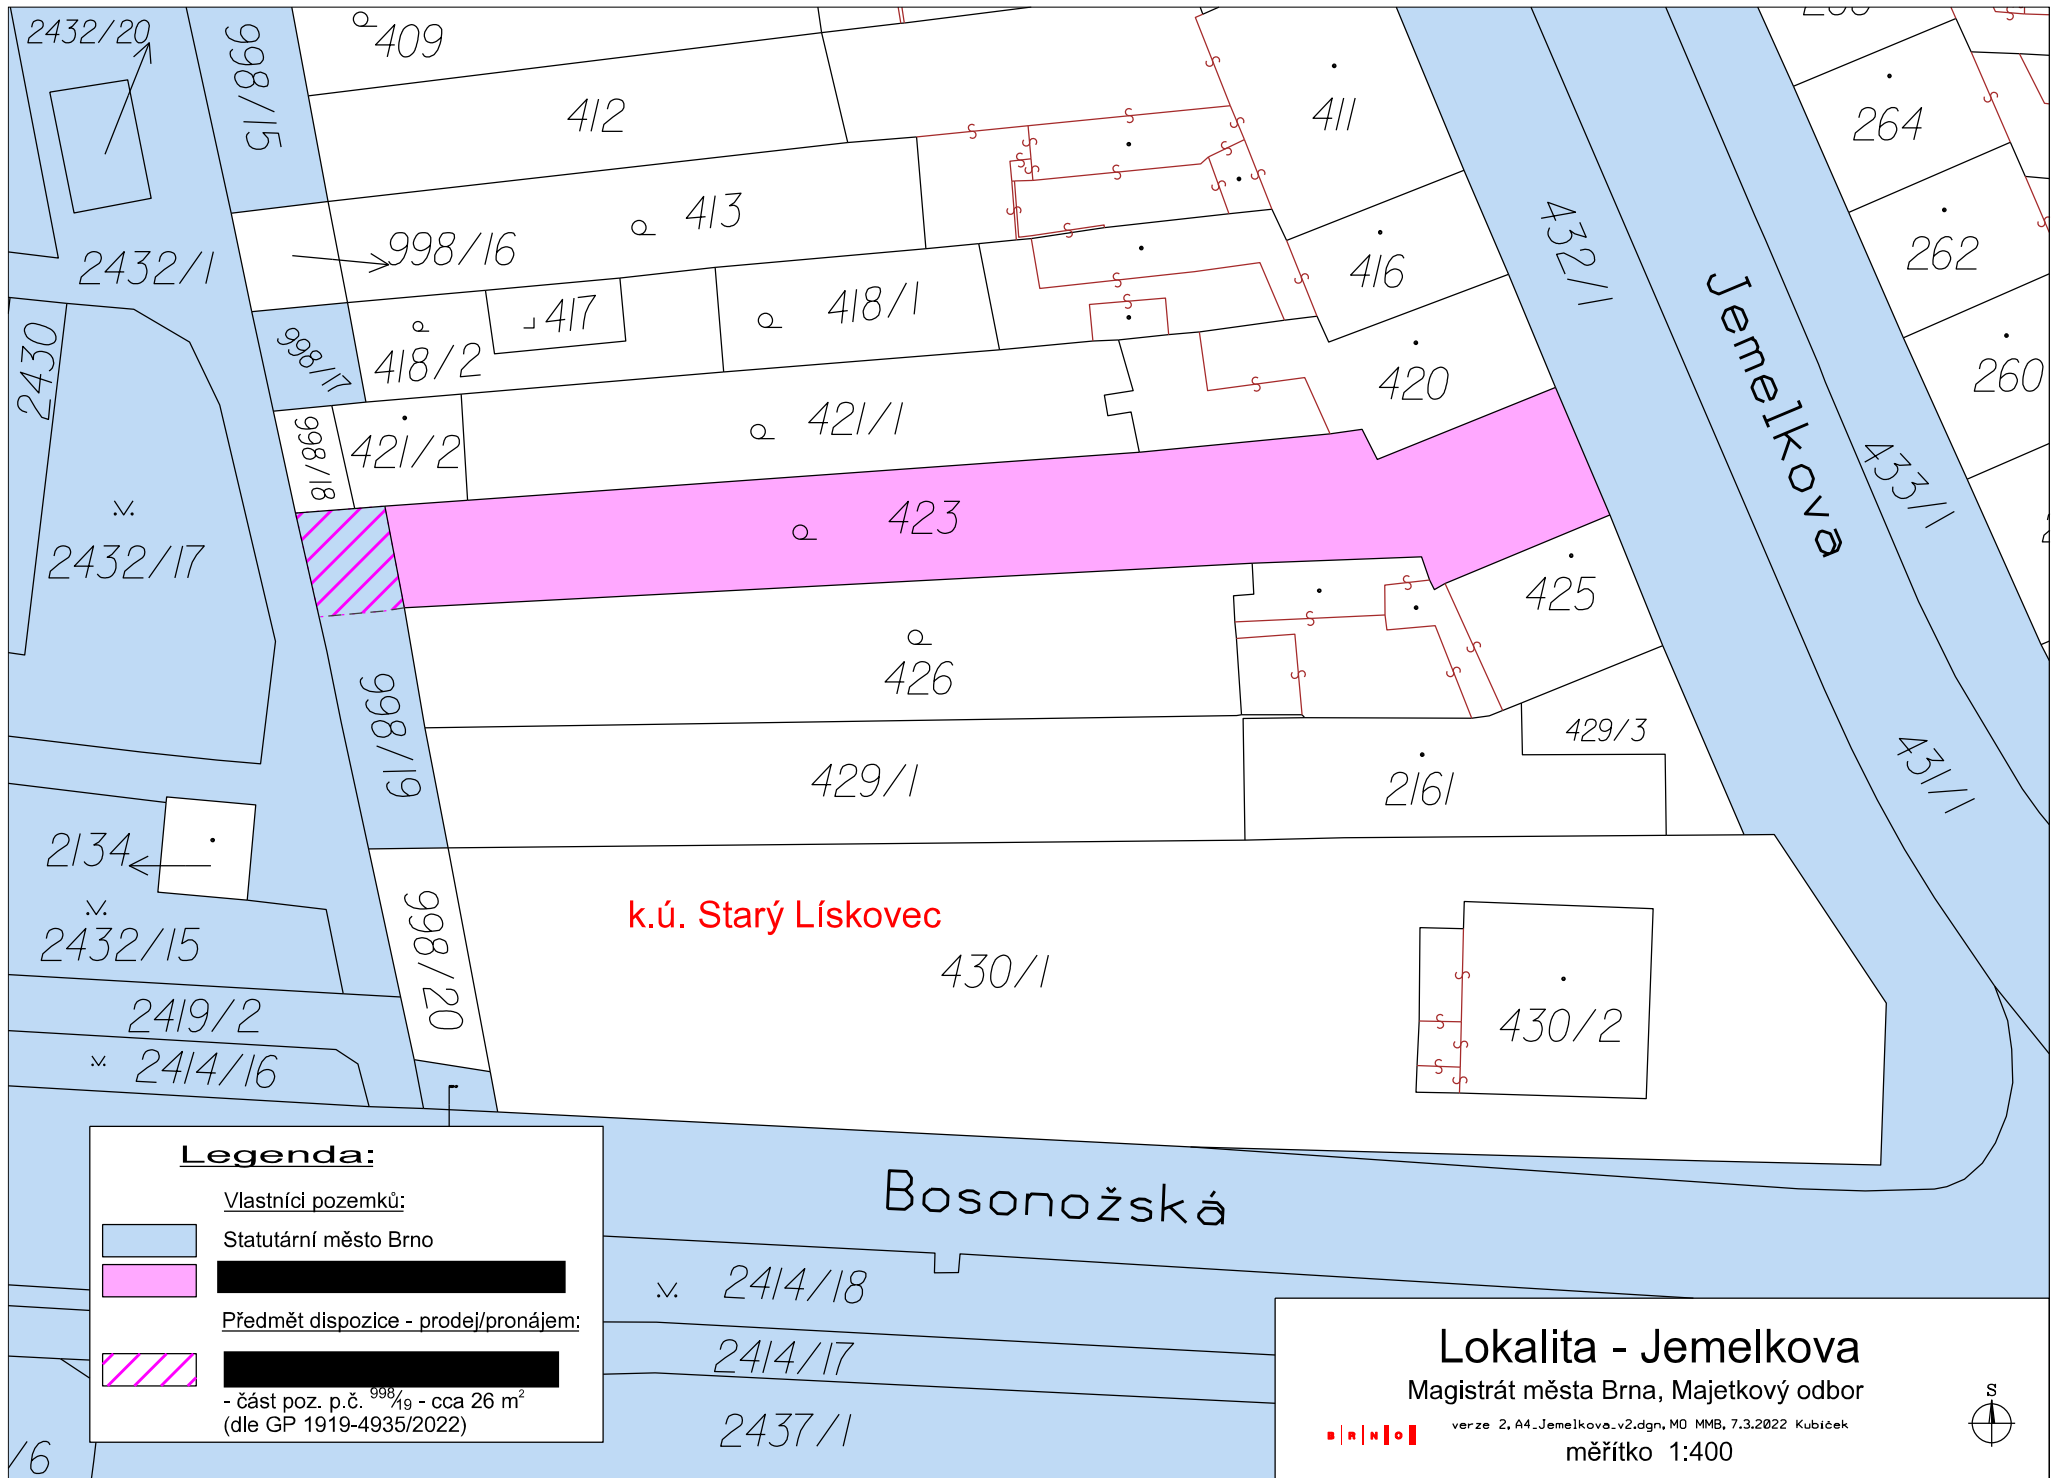 2432/20
998/15
409
412
411
264
413
998/16
2432/1
432/1
262
416
417
418/1
998/17
418/2
2430
Jemelkova
260
420
421/1
421/2
998/18
433/1
423
2432/17
425
426
998/19
429/3
431/1
429/1
2161
2134
998/20
k.ú. Starý Lískovec
2432/15
430/1
2419/2
430/2
2414/16
Bosonožská
2414/18
2414/17
2437/1
/6
Legenda:
Vlastníci pozemků:
Statutární město Brno
Předmět dispozice - prodej/pronájem:
- část poz. p.č. 998/19 - cca 26 m²
(dle GP 1919-4935/2022)
Lokalita - Jemelkova
Magistrát města Brna, Majetkový odbor
verze 2, A4_Jemelkova_v2.dgn, MO MMB, 7.3.2022 Kubíček
B R N O
měřítko 1:400
S